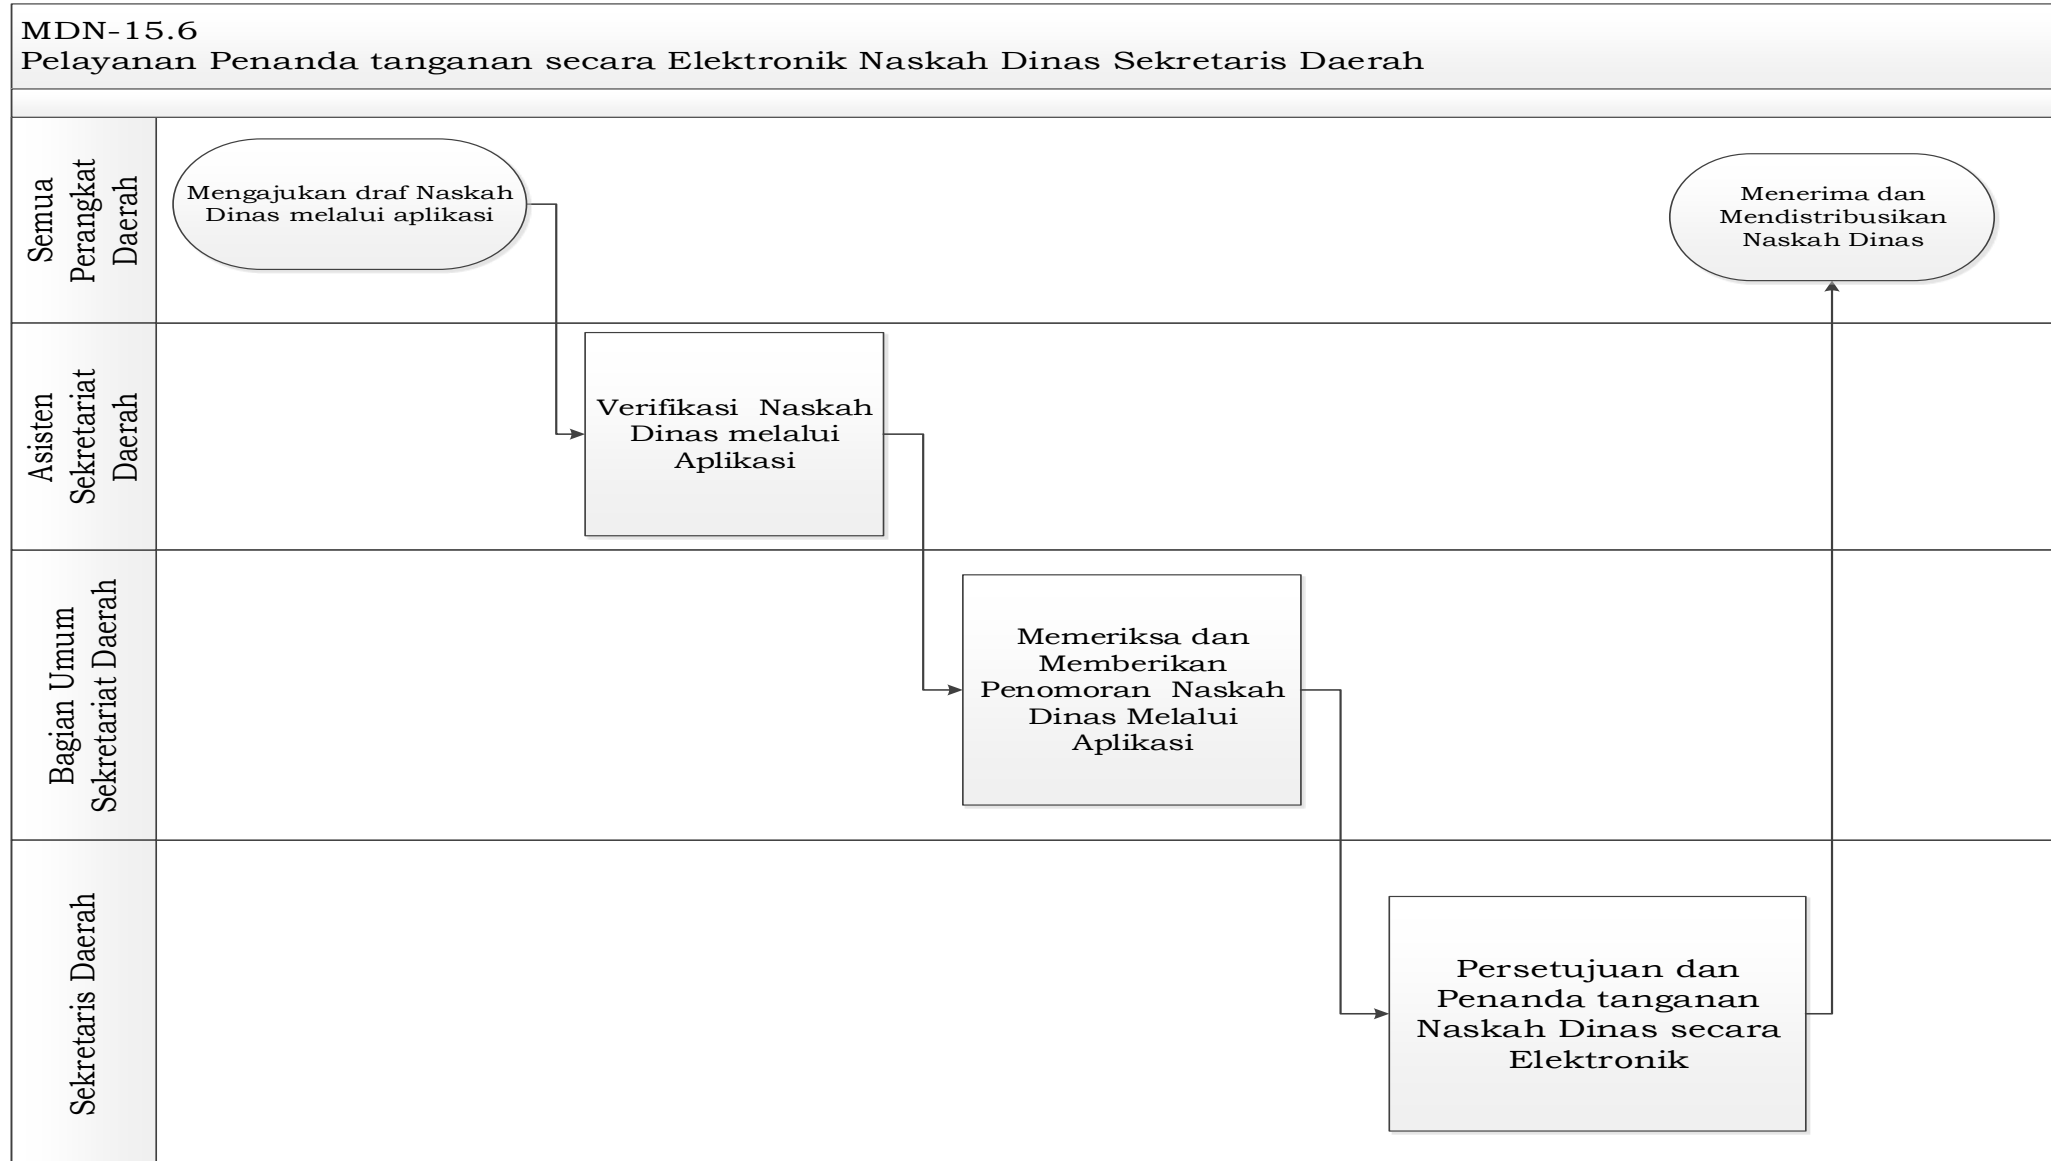 MDN-15.6
Pelayanan Penanda tanganan secara Elektronik Naskah Dinas Sekretaris Daerah
Semua
Perangkat
Daerah
Mengajukan draf Naskah
Dinas melalui aplikasi
Menerima dan
Mendistribusikan
Naskah Dinas
Asisten
Sekretariat
Daerah
Verifikasi  Naskah
Dinas melalui
Aplikasi
Bagian Umum
Sekretariat Daerah
Memeriksa dan
Memberikan
Penomoran  Naskah
Dinas Melalui
Aplikasi
Sekretaris Daerah
Persetujuan dan
Penanda tanganan
Naskah Dinas secara
Elektronik